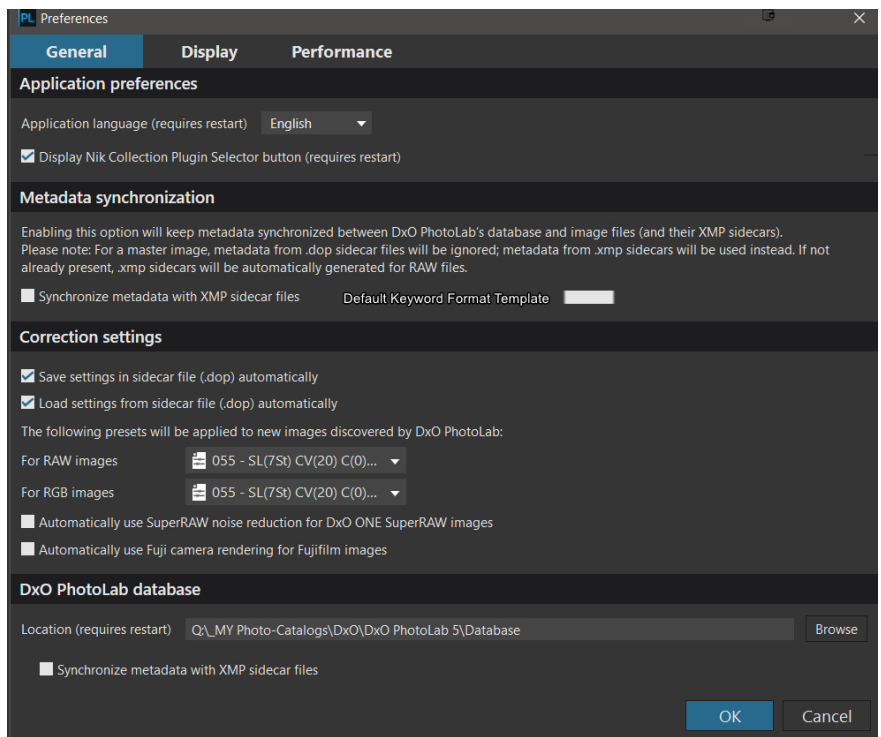 PL Preferences
General Display Performance
Application preferences
Application language (requires restart) English
Display Nik Collection Plugin Selector button (requires restart)
Metadata synchronization
Enabling this option will keep metadata synchronized between DxO PhotoLab's database and image files (and their XMP sidecars).
Please note: For a master image, metadata from .dop sidecar files will be ignored; metadata from .xmp sidecars will be used instead. If not
already present, .xmp sidecars will be automatically generated for RAW files.
Synchronize metadata with XMP sidecar files Default Keyword Format Template
Correction settings
Save settings in sidecar file (.dop) automatically
Load settings from sidecar file (.dop) automatically
The following presets will be applied to new images discovered by DxO PhotoLab:
For RAW images 055 - SL(7St) CV(20) C(0)...
For RGB images 055 - SL(7St) CV(20) C(0)...
Automatically use SuperRAW noise reduction for DxO ONE SuperRAW images
Automatically use Fuji camera rendering for Fujifilm images
DxO PhotoLab database
Location (requires restart) Q:\_MY Photo-Catalogs\DxO\DxO PhotoLab 5\Database Browse
Synchronize metadata with XMP sidecar files
OK Cancel